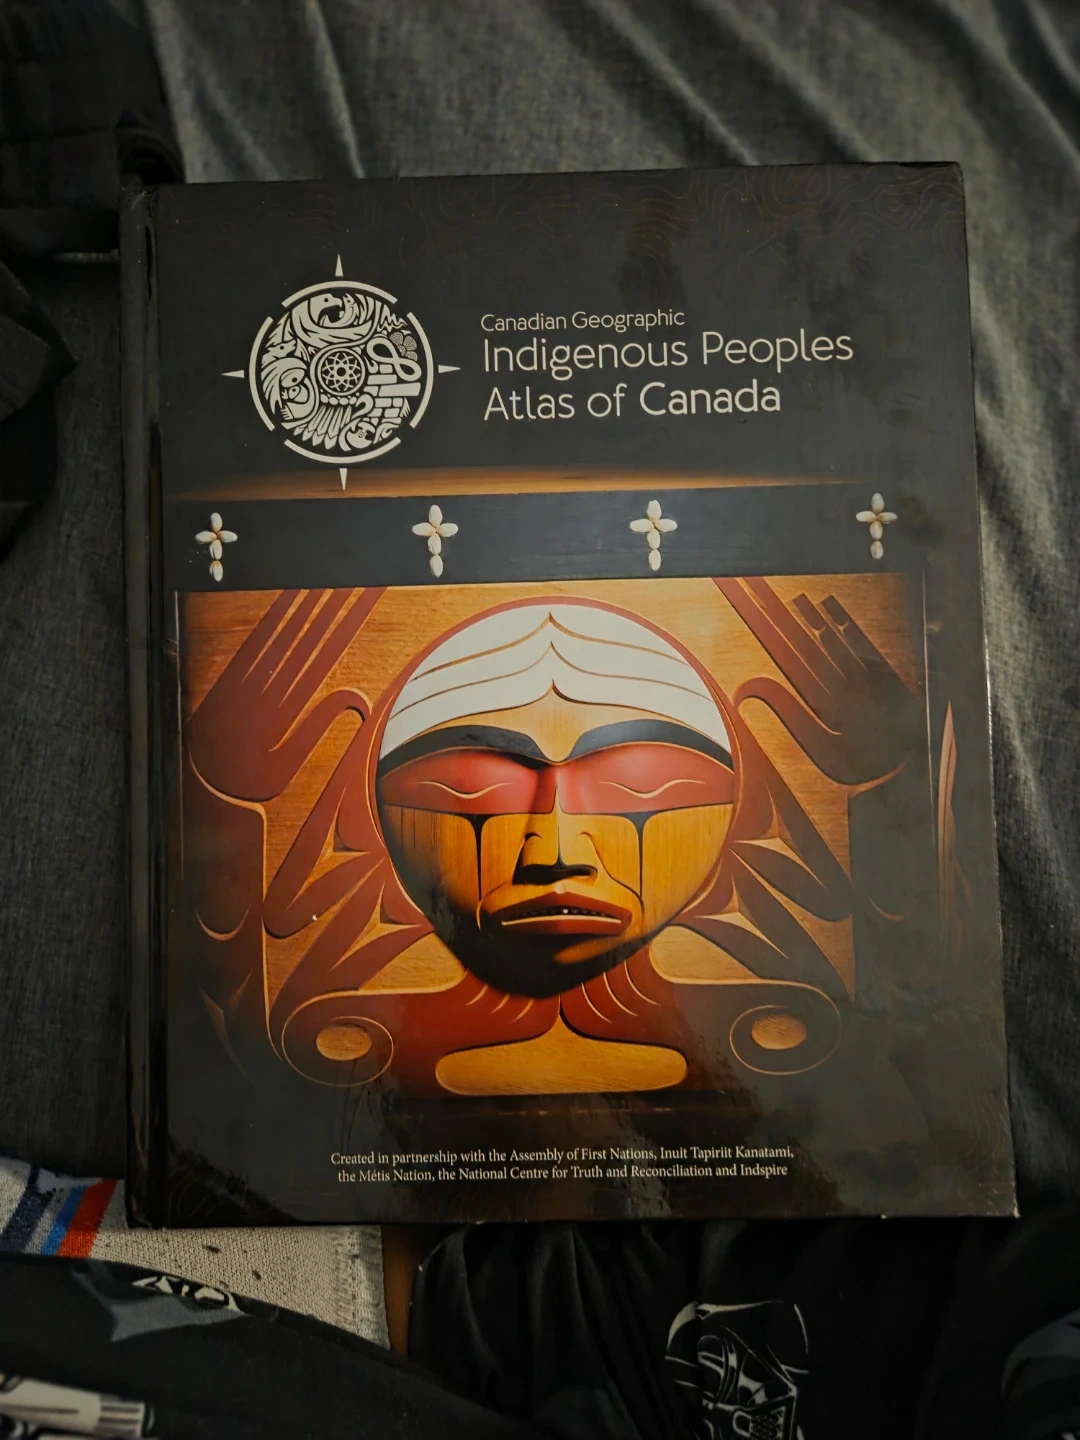 Canadian Geographic
Indigenous Peoples
Atlas of Canada
Created in partnership with the Assembly of First Nations, Inuit Tapiriit Kanatami,
the Métis Nation, the National Centre for Truth and Reconciliation and Indspire